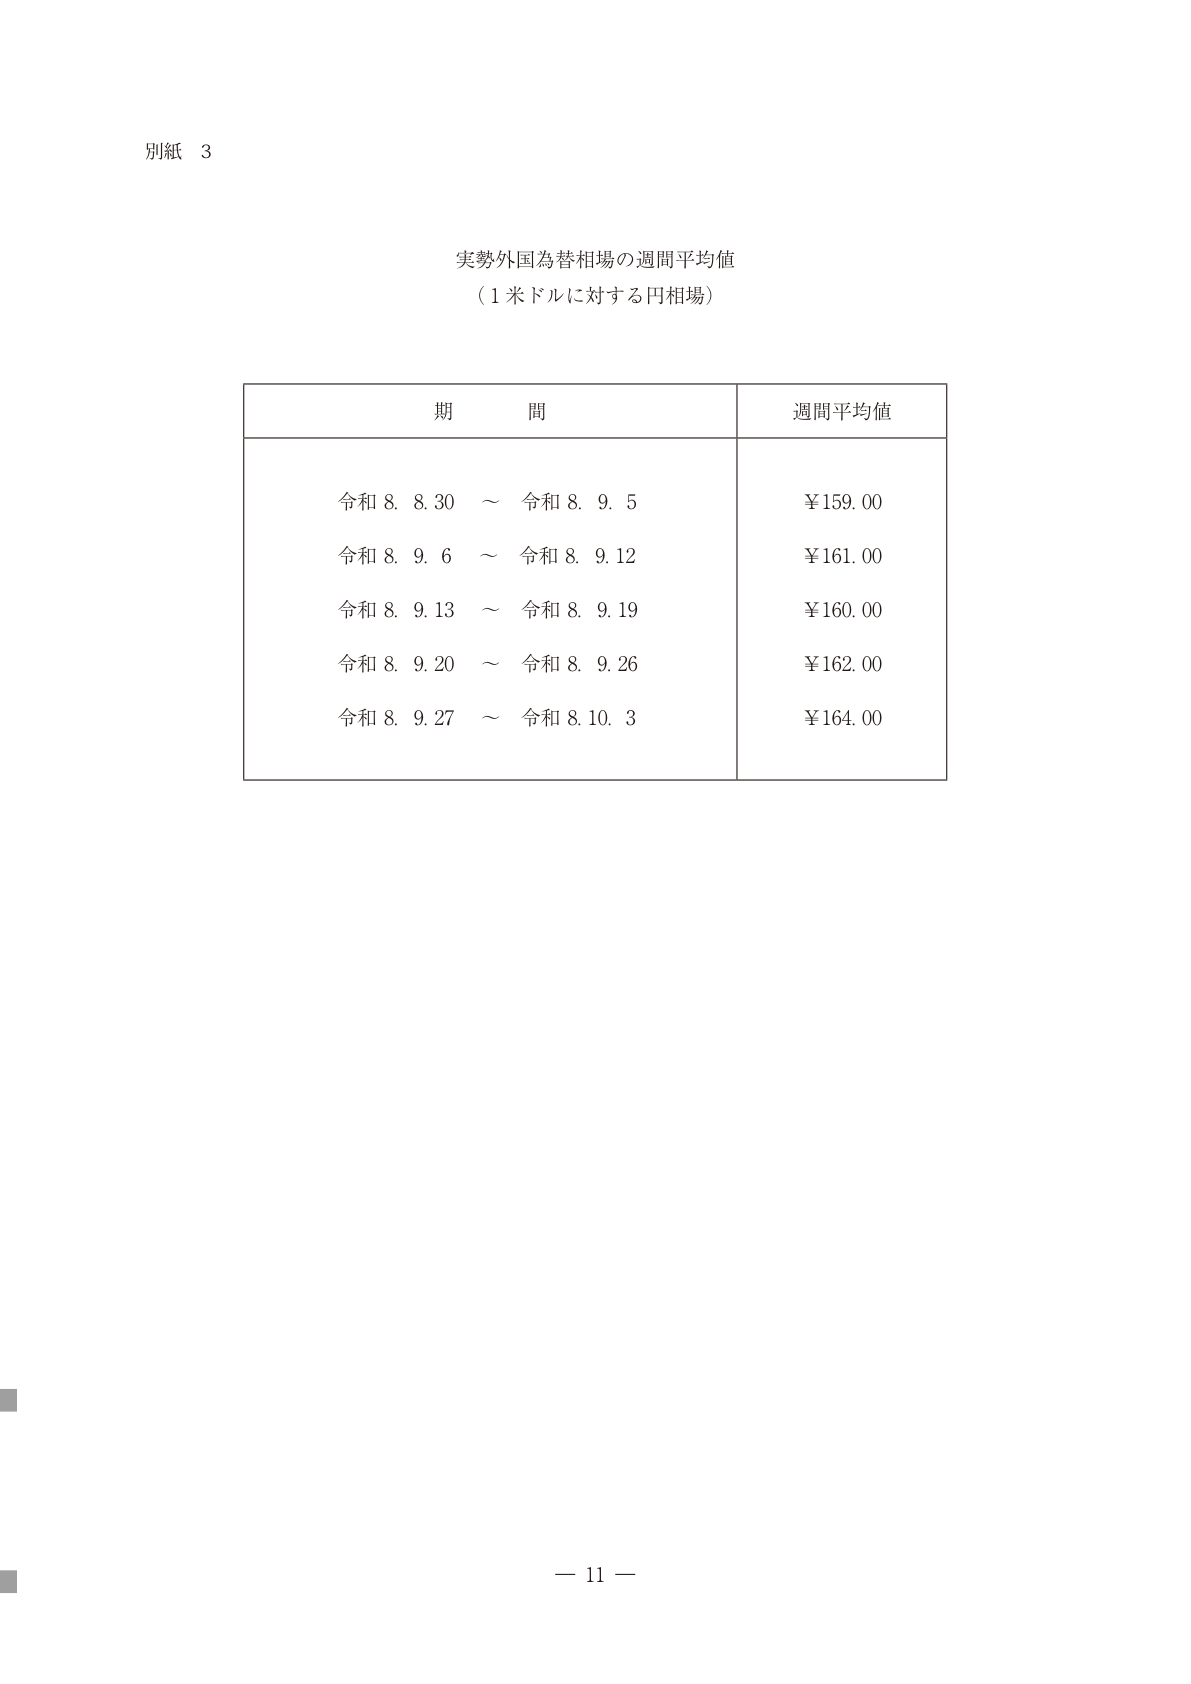 別紙　３
実勢外国為替相場の週間平均値
（１米ドルに対する円相場）
期　　　　間　週間平均値
令和 8.  8. 30　～　令和 8.  9.  5　￥159. 00
令和 8.  9.  6　～　令和 8.  9. 12　￥161. 00
令和 8.  9. 13　～　令和 8.  9. 19　￥160. 00
令和 8.  9. 20　～　令和 8.  9. 26　￥162. 00
令和 8.  9. 27　～　令和 8. 10.  3　￥164. 00
― 11 ―